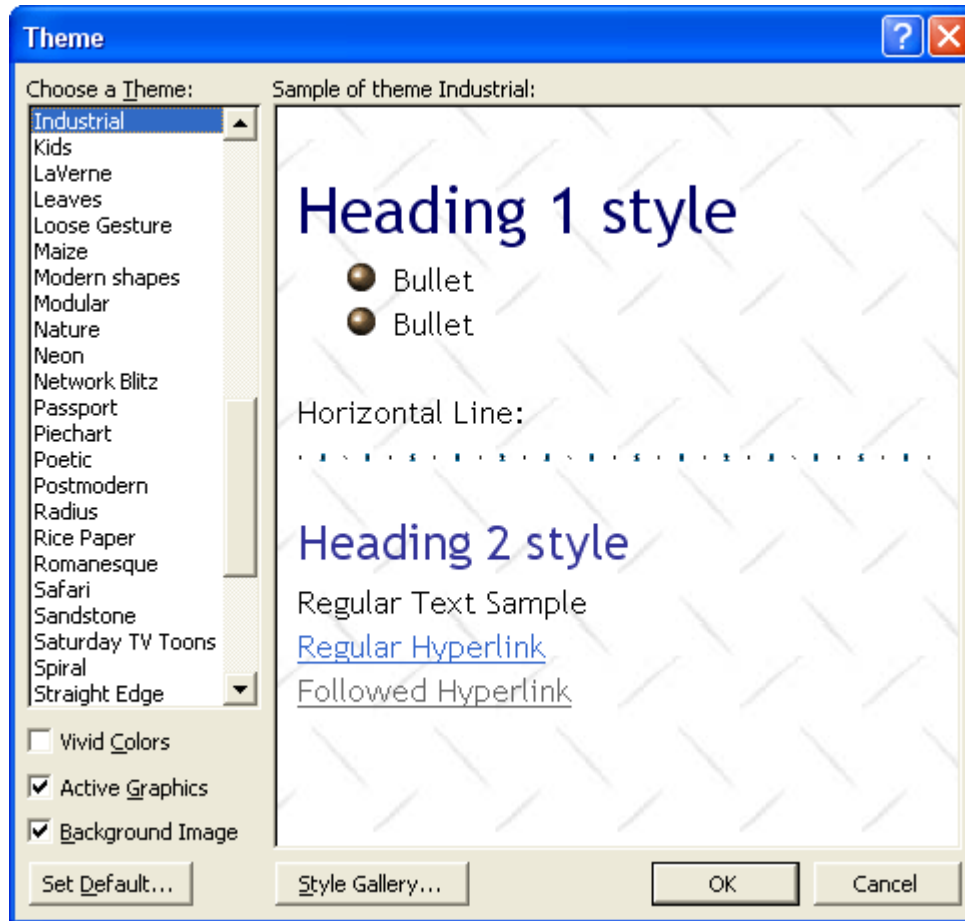 Theme
Choose a Theme:
Industrial
Kids
LaVerne
Leaves
Loose Gesture
Maize
Modern shapes
Modular
Nature
Neon
Network Blitz
Passport
Piechart
Poetic
Postmodern
Radius
Rice Paper
Romanesque
Safari
Sandstone
Saturday TV Toons
Spiral
Straight Edge
Vivid Colors
Active Graphics
Background Image
Set Default...
Sample of theme Industrial:
Heading 1 style
Bullet
Bullet
Horizontal Line:
Heading 2 style
Regular Text Sample
Regular Hyperlink
Followed Hyperlink
Style Gallery...
OK
Cancel